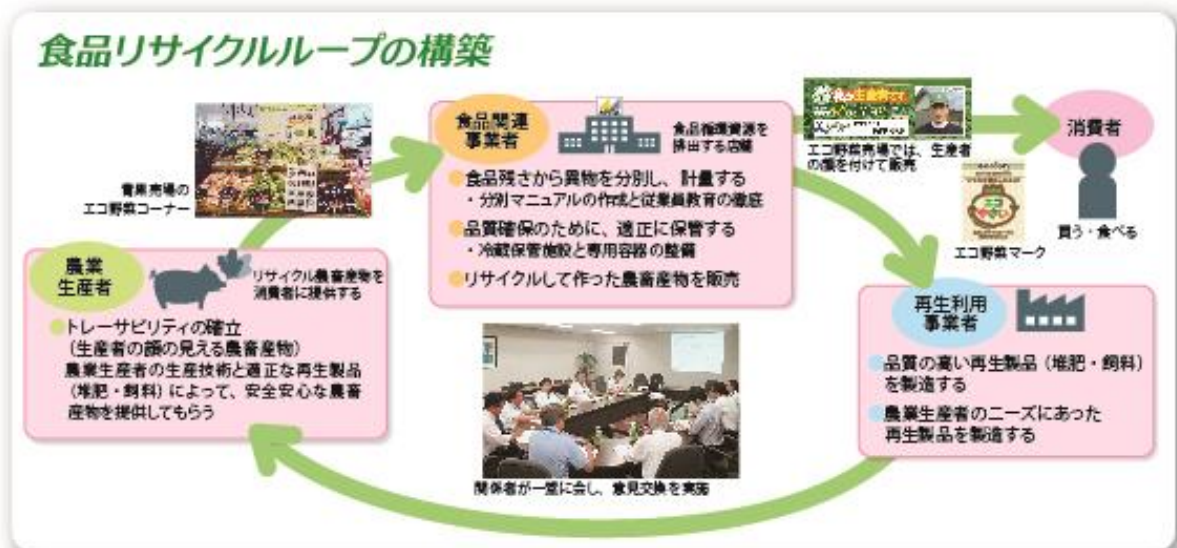 食品リサイクルループの構築
青果売場の
エコ野菜コーナー
食品関連
事業者
食品循環資源を
排出する店舗
食品残さから異物を分別し、計量する
・分別マニュアルの作成と従業員教育の徹底
品質確保のために、適正に保管する
・冷蔵保管施設と専用容器の整備
リサイクルして作った農畜産物を販売
生産者です
エコ野菜売場では、生産者
の顔を付けて販売
エコ野菜マーク
消費者
買う・食べる
農業
生産者
リサイクル農畜産物を
消費者に提供する
トレーサビリティの確立
(生産者の顔の見える農畜産物)
農業生産者の生産技術と適正な再生製品
(堆肥・飼料)によって、安全安心な農畜
産物を提供してもらう
再生利用
事業者
品質の高い再生製品(堆肥・飼料)
を製造する
農業生産者のニーズにあった
再生製品を製造する
関係者が一堂に会し、意見交換を実施